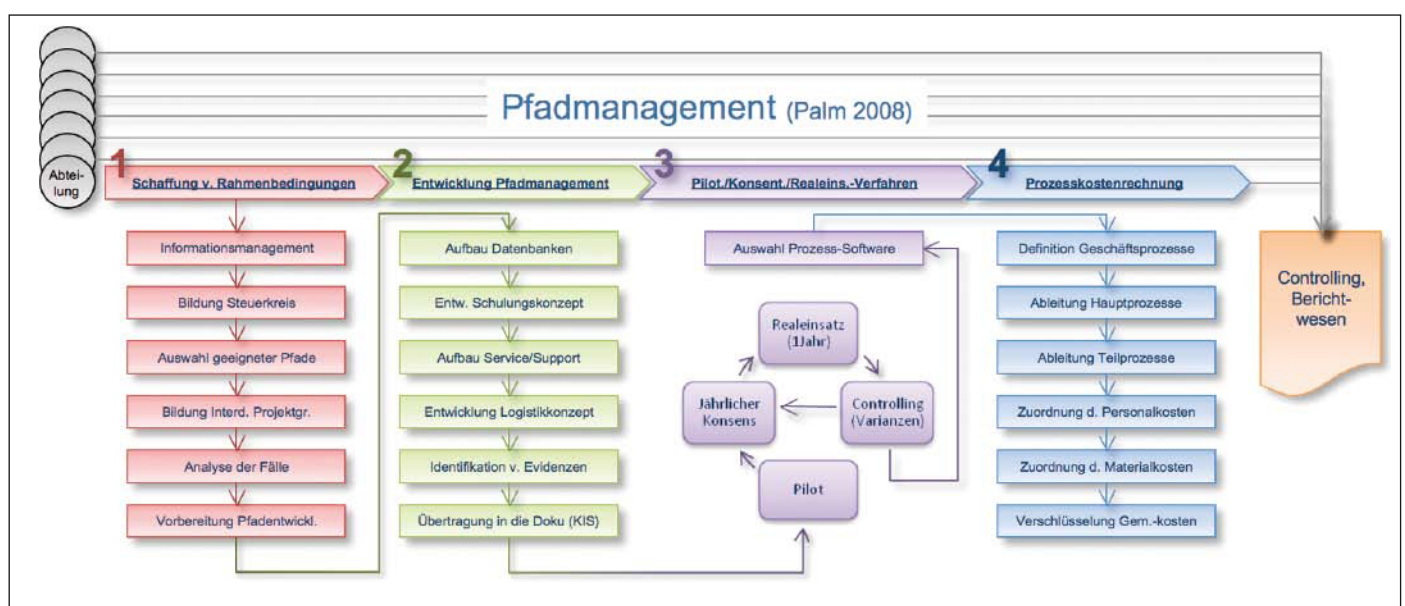 Pfadmanagement (Palm 2008)
Abtei-
lung
1
Schaffung v. Rahmenbedingungen
Informationsmanagement
Bildung Steuerkreis
Auswahl geeigneter Pfade
Bildung Interd. Projektgr.
Analyse der Fälle
Vorbereitung Pfadentwickl.
2
Entwicklung Pfadmanagement
Aufbau Datenbanken
Entw. Schulungskonzept
Aufbau Service/Support
Entwicklung Logistikkonzept
Identifikation v. Evidenzen
Übertragung in die Doku (KIS)
3
Pilot./Konsent./Realeins.-Verfahren
Auswahl Prozess-Software
Realeinsatz
(1Jahr)
Jährlicher
Konsens
Controlling
(Varianzen)
Pilot
4
Prozesskostenrechnung
Definition Geschäftsprozesse
Ableitung Hauptprozesse
Ableitung Teilprozesse
Zuordnung d. Personalkosten
Zuordnung d. Materialkosten
Verschlüsselung Gem.-kosten
Controlling,
Bericht-
wesen